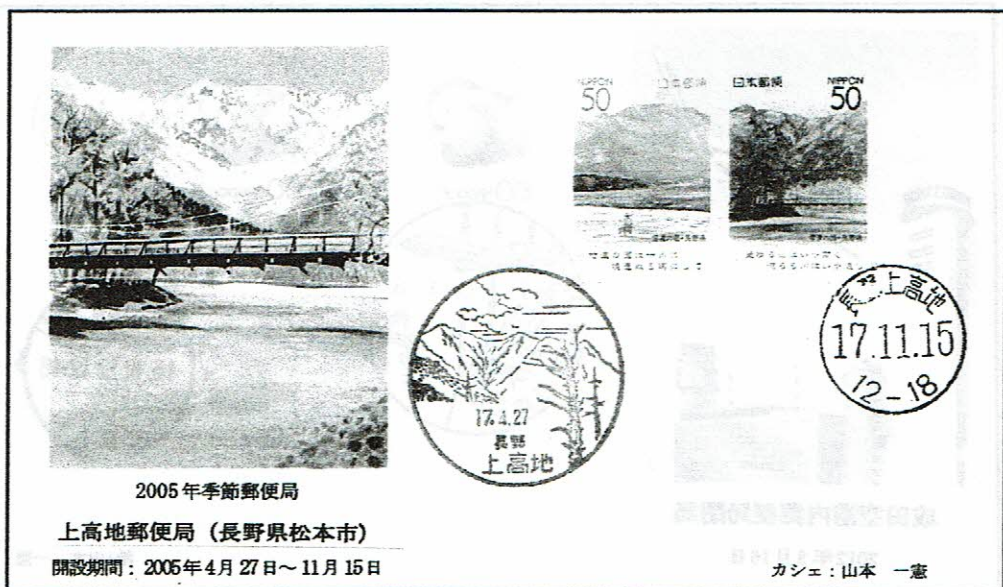 NIPPON
50
日本郵便
日本郵便
NIPPON
50
17.4.27
長野
上高地
長野 上高地
17.11.15
12-18
2005年季節郵便局
上高地郵便局（長野県松本市）
開設期間：2005年4月27日～11月15日
カシェ：山本 一憲